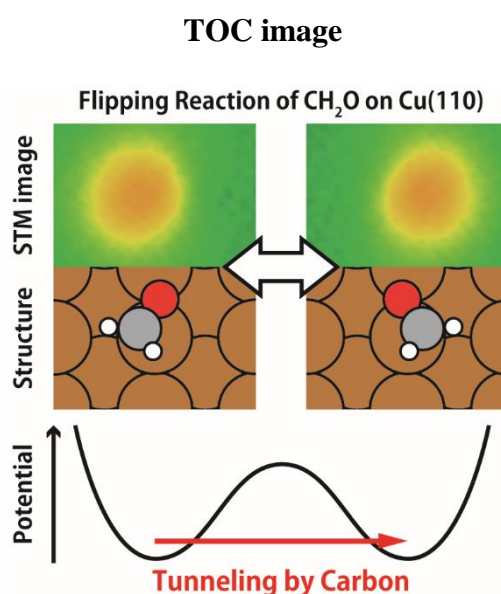 TOC image
Flipping Reaction of CH₂O on Cu(110)
STM image
Structure
Potential
Tunneling by Carbon